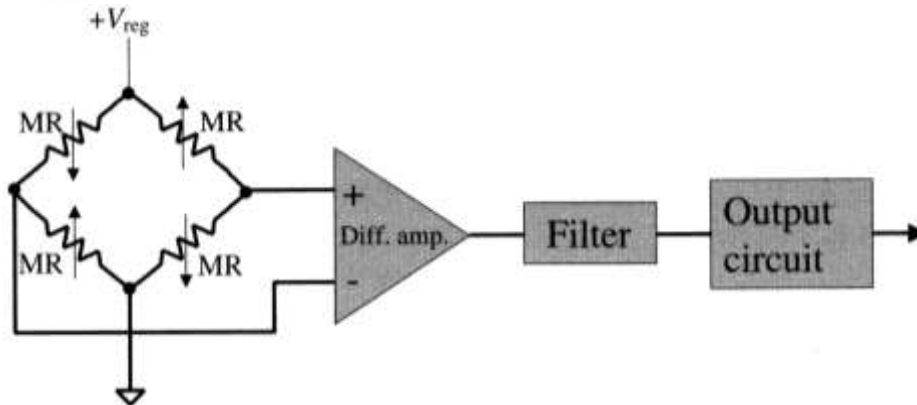 +V_reg
MR
MR
MR
MR
+
Diff. amp.
-
Filter
Output
circuit